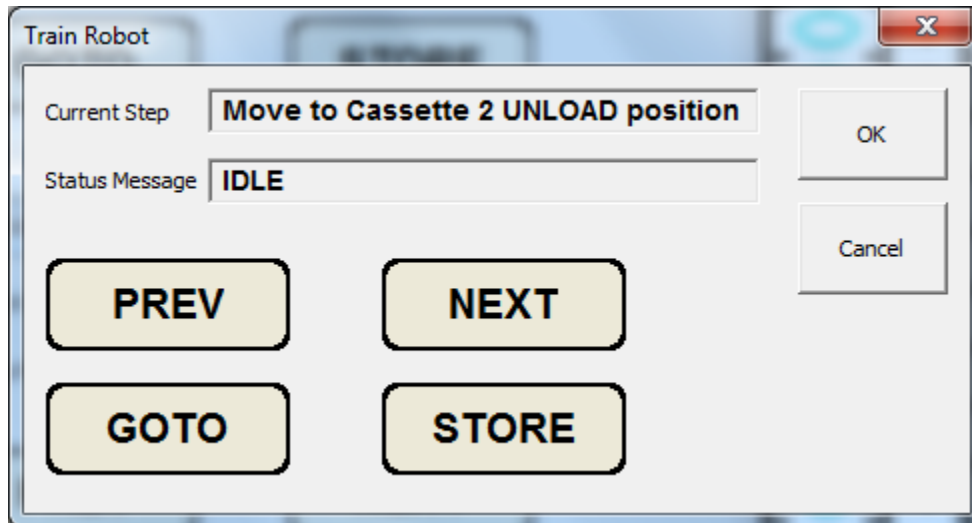 Train Robot
Current Step
Move to Cassette 2 UNLOAD position
Status Message
IDLE
OK
Cancel
PREV
NEXT
GOTO
STORE